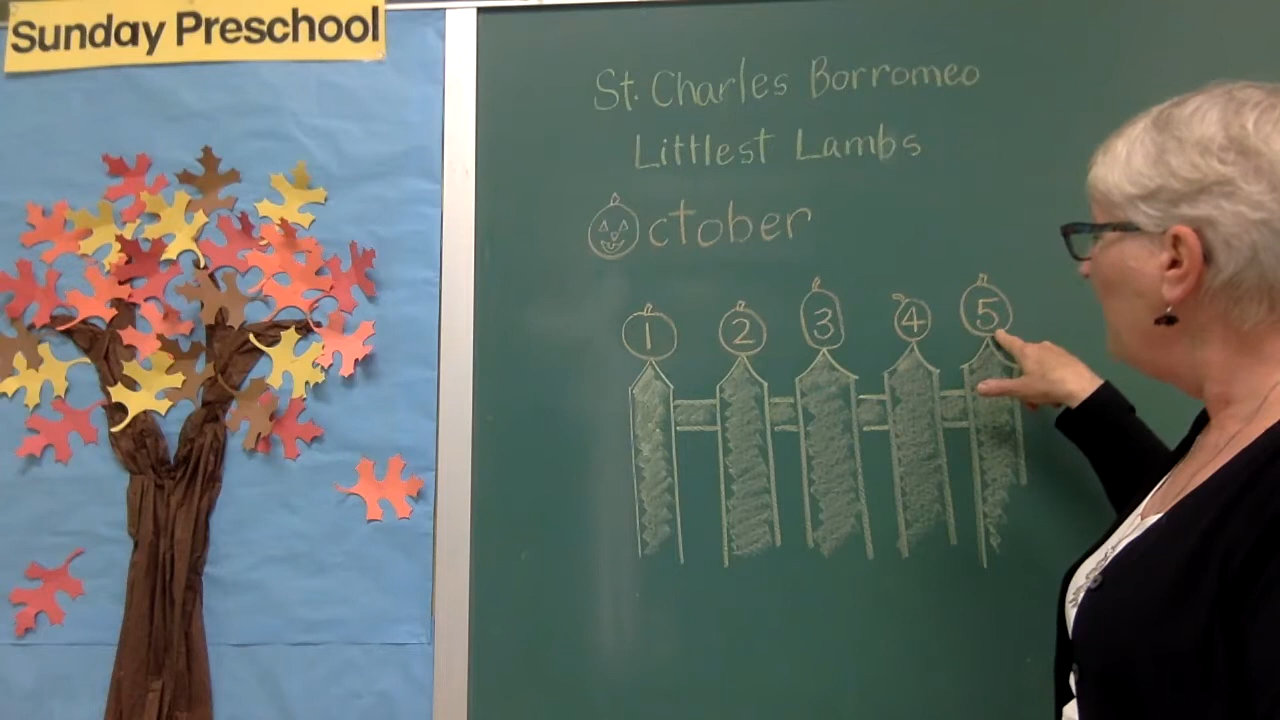 Sunday Preschool
St. Charles Borromeo
Littlest Lambs
October
1 2 3 4 5